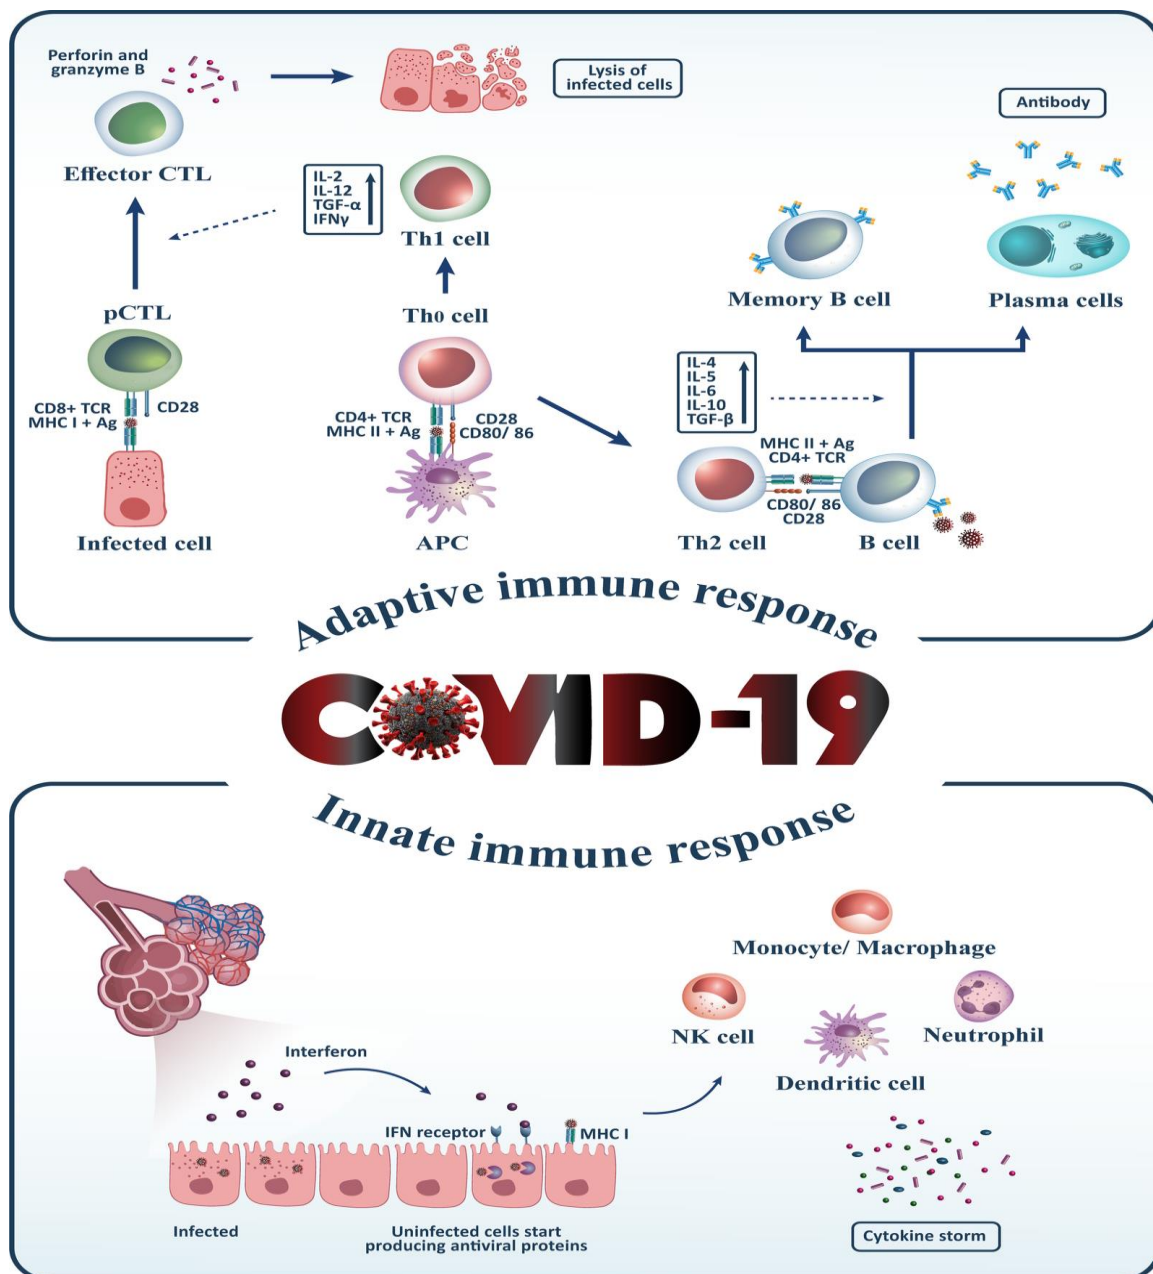 Perforin and
granzyme B
Lysis of
infected cells
Antibody
Effector CTL
IL-2
IL-12
TGF-α
IFNγ
Th1 cell
Memory B cell
Plasma cells
pCTL
Th0 cell
IL-4
IL-5
IL-6
IL-10
TGF-β
CD8+ TCR
MHC I + Ag
CD28
CD4+ TCR
MHC II + Ag
CD28
CD80/ 86
MHC II + Ag
CD4+ TCR
CD80/ 86
CD28
Infected cell
APC
Th2 cell
B cell
Adaptive immune response
COVID-19
Innate immune response
Monocyte/ Macrophage
NK cell
Neutrophil
Dendritic cell
Interferon
IFN receptor
MHC I
Infected
Uninfected cells start
producing antiviral proteins
Cytokine storm